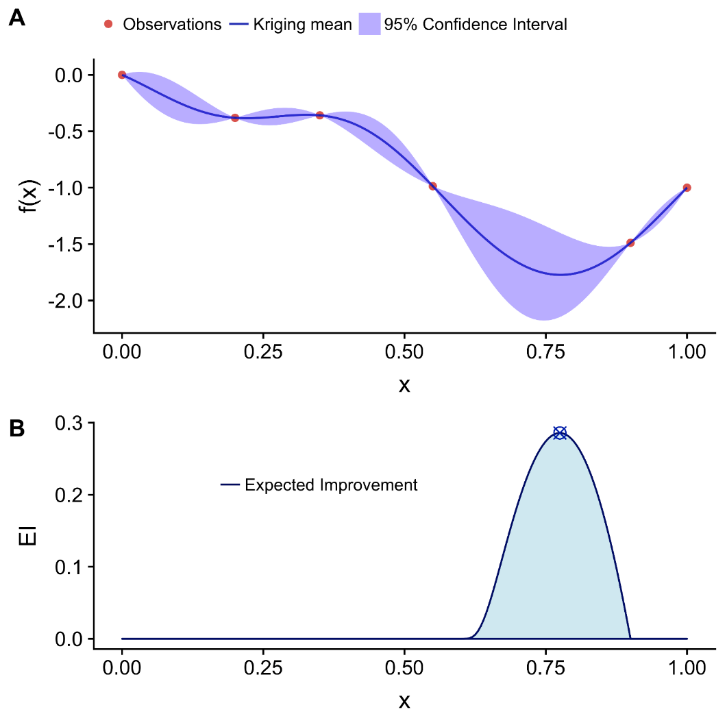 A
Observations Kriging mean 95% Confidence Interval
0.0
-0.5
-1.0
-1.5
-2.0
f(x)
0.00 0.25 0.50 0.75 1.00
x
B
0.3
0.2
0.1
0.0
EI
Expected Improvement
0.00 0.25 0.50 0.75 1.00
x